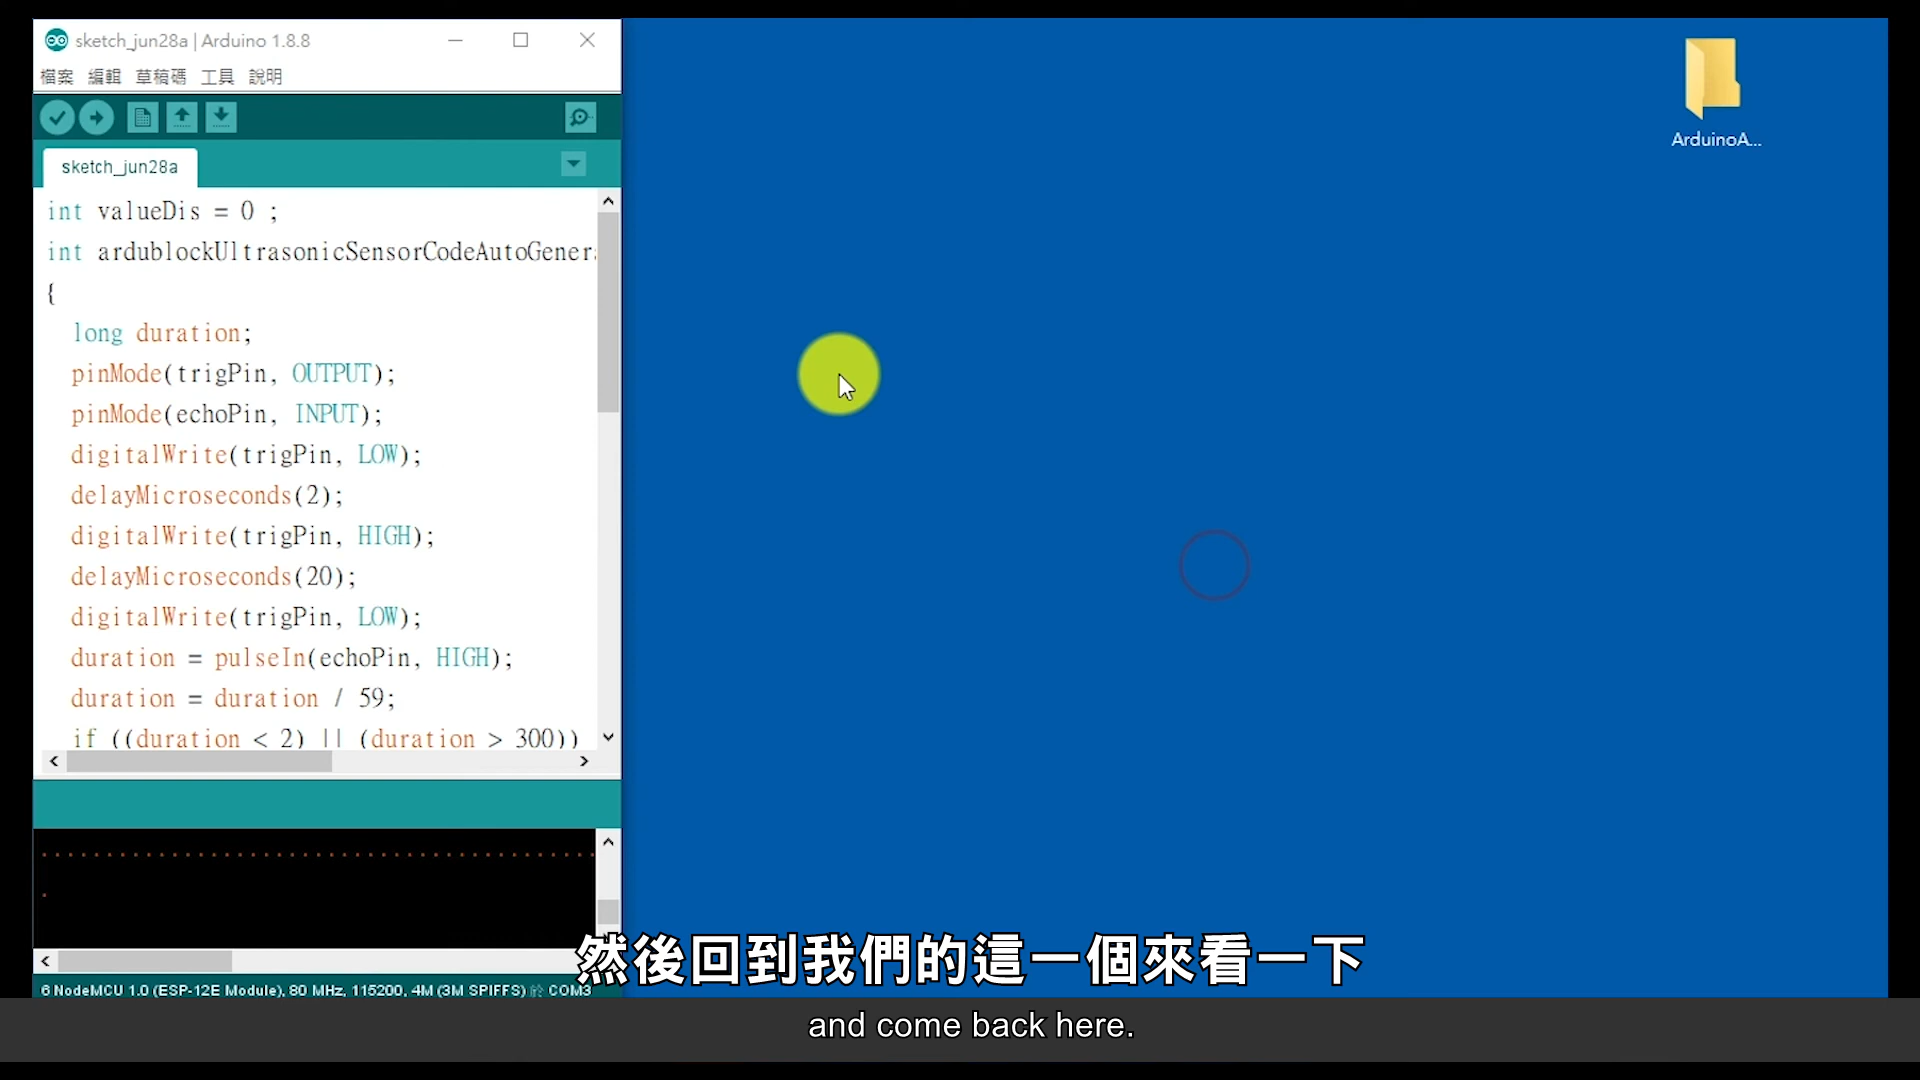 sketch_jun28a | Arduino 1.8.8
檔案 編輯 草稿碼 工具 說明
sketch_jun28a
int valueDis = 0 ;
int ardublockUltrasonicSensorCodeAutoGener
{
long duration;
pinMode(trigPin, OUTPUT);
pinMode(echoPin, INPUT);
digitalWrite(trigPin, LOW);
delayMicroseconds(2);
digitalWrite(trigPin, HIGH);
delayMicroseconds(20);
digitalWrite(trigPin, LOW);
duration = pulseIn(echoPin, HIGH);
duration = duration / 59;
if ((duration < 2) || (duration > 300))
6 NodeMCU 1.0 (ESP-12E Module), 80 MHz, 115200, 4M (3M SPIFFS) 於 COM3
ArduinoA...
然後回到我們的這一個來看一下
and come back here.